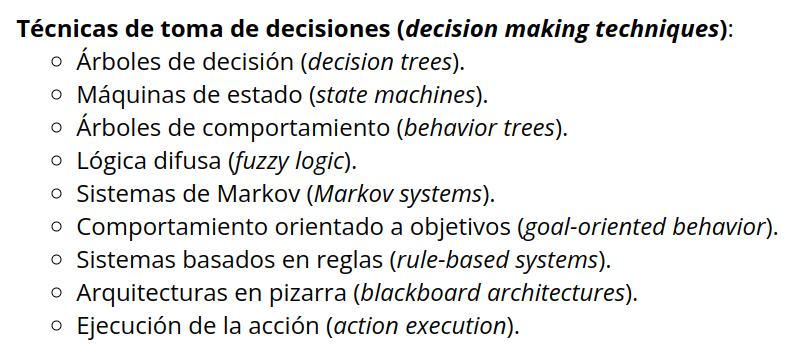 Técnicas de toma de decisiones (decision making techniques):
Árboles de decisión (decision trees).
Máquinas de estado (state machines).
Árboles de comportamiento (behavior trees).
Lógica difusa (fuzzy logic).
Sistemas de Markov (Markov systems).
Comportamiento orientado a objetivos (goal-oriented behavior).
Sistemas basados en reglas (rule-based systems).
Arquitecturas en pizarra (blackboard architectures).
Ejecución de la acción (action execution).